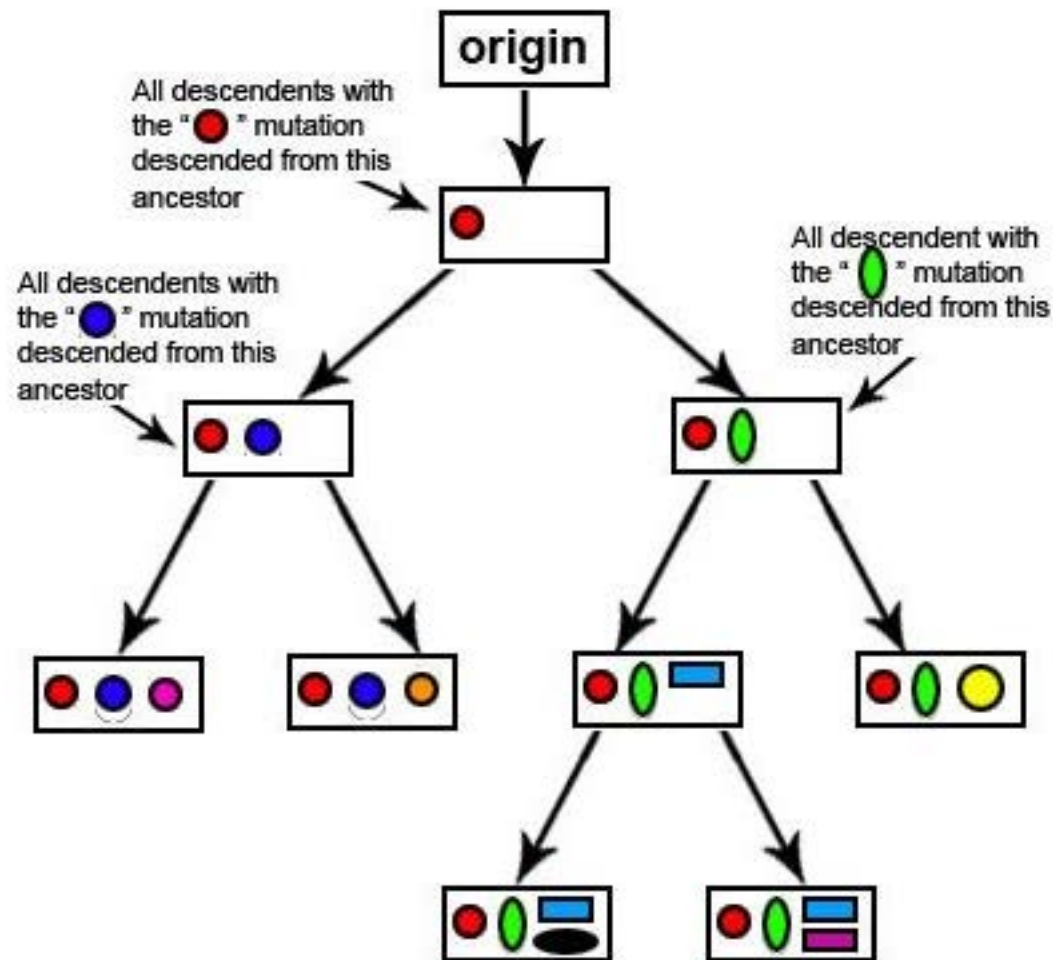 origin
All descendents with
the " " mutation
descended from this
ancestor
All descendent with
the " " mutation
descended from this
ancestor
All descendents with
the " " mutation
descended from this
ancestor